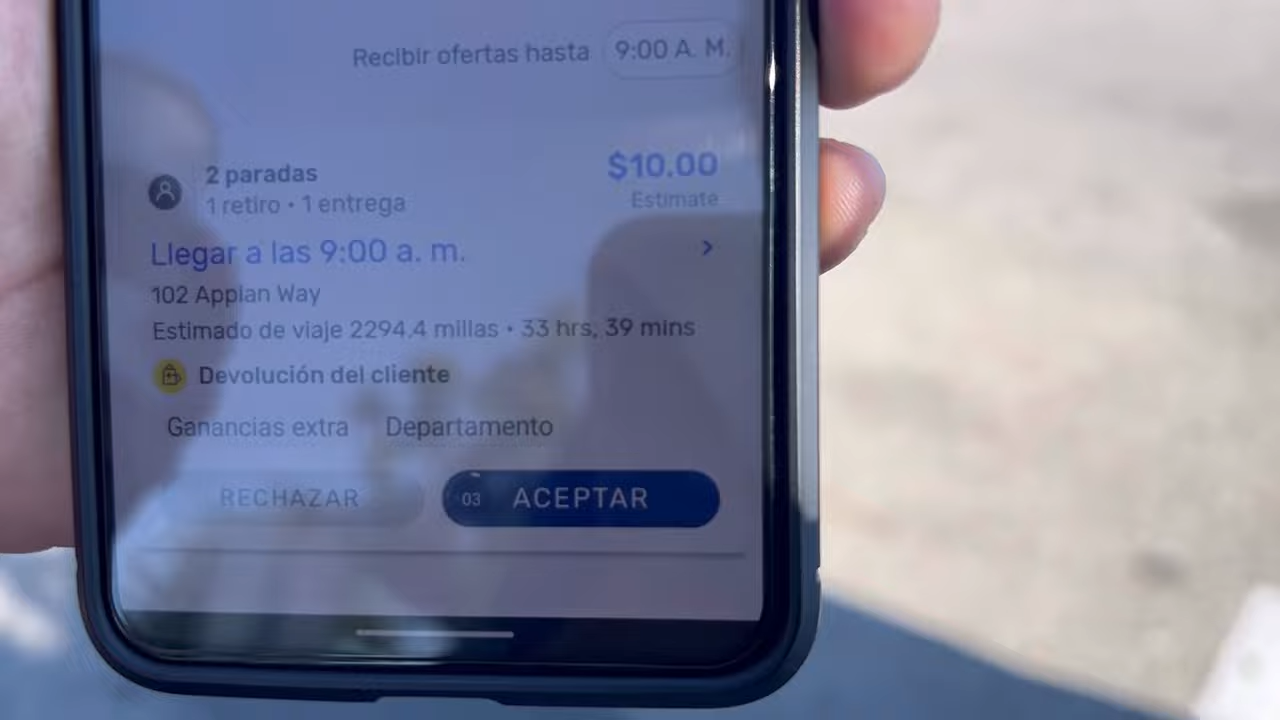 Recibir ofertas hasta 9:00 A. M.
2 paradas
$10.00
1 retiro • 1 entrega
Estimate
Llegar a las 9:00 a. m.
102 Appian Way
Estimado de viaje 2294.4 millas • 33 hrs, 39 mins
Devolución del cliente
Ganancias extra Departamento
RECHAZAR
03 ACEPTAR